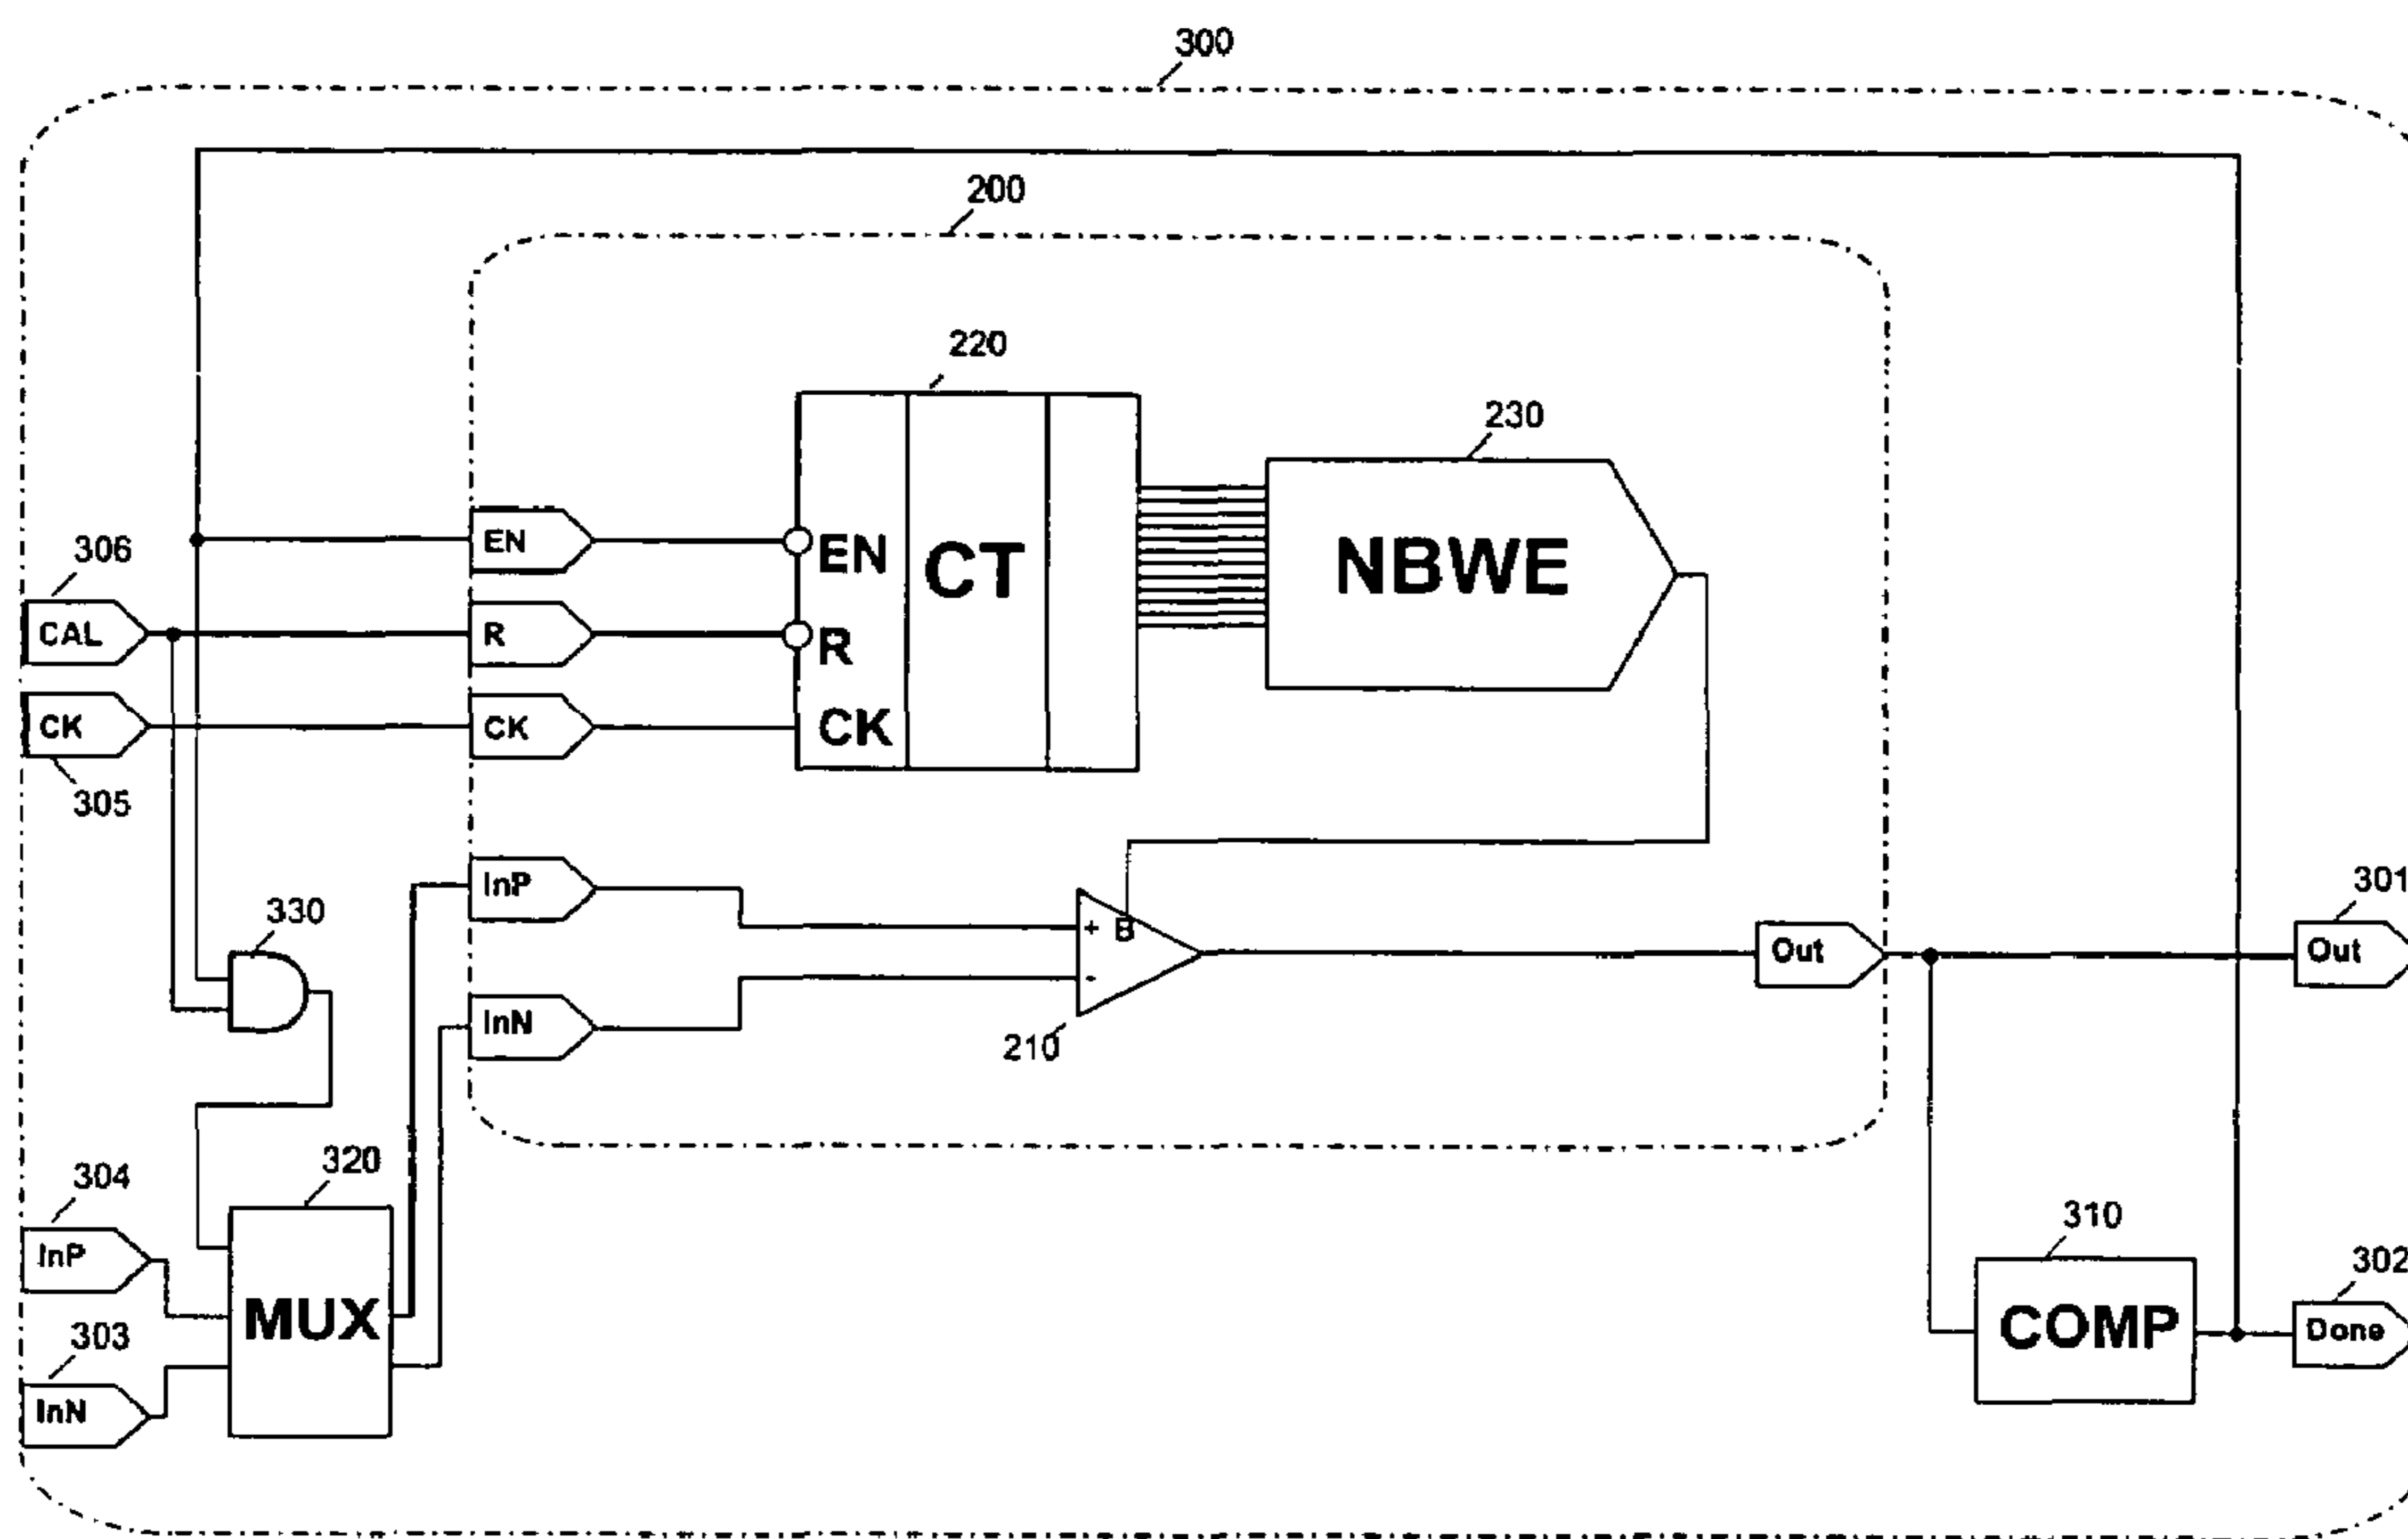 300
200
220
230
EN
EN
CT
NBWE
306
CAL
R
R
CK
CK
CK
305
InP
B
+
-
330
InN
210
Out
301
Out
304
InP
320
MUX
303
InN
310
COMP
302
Done